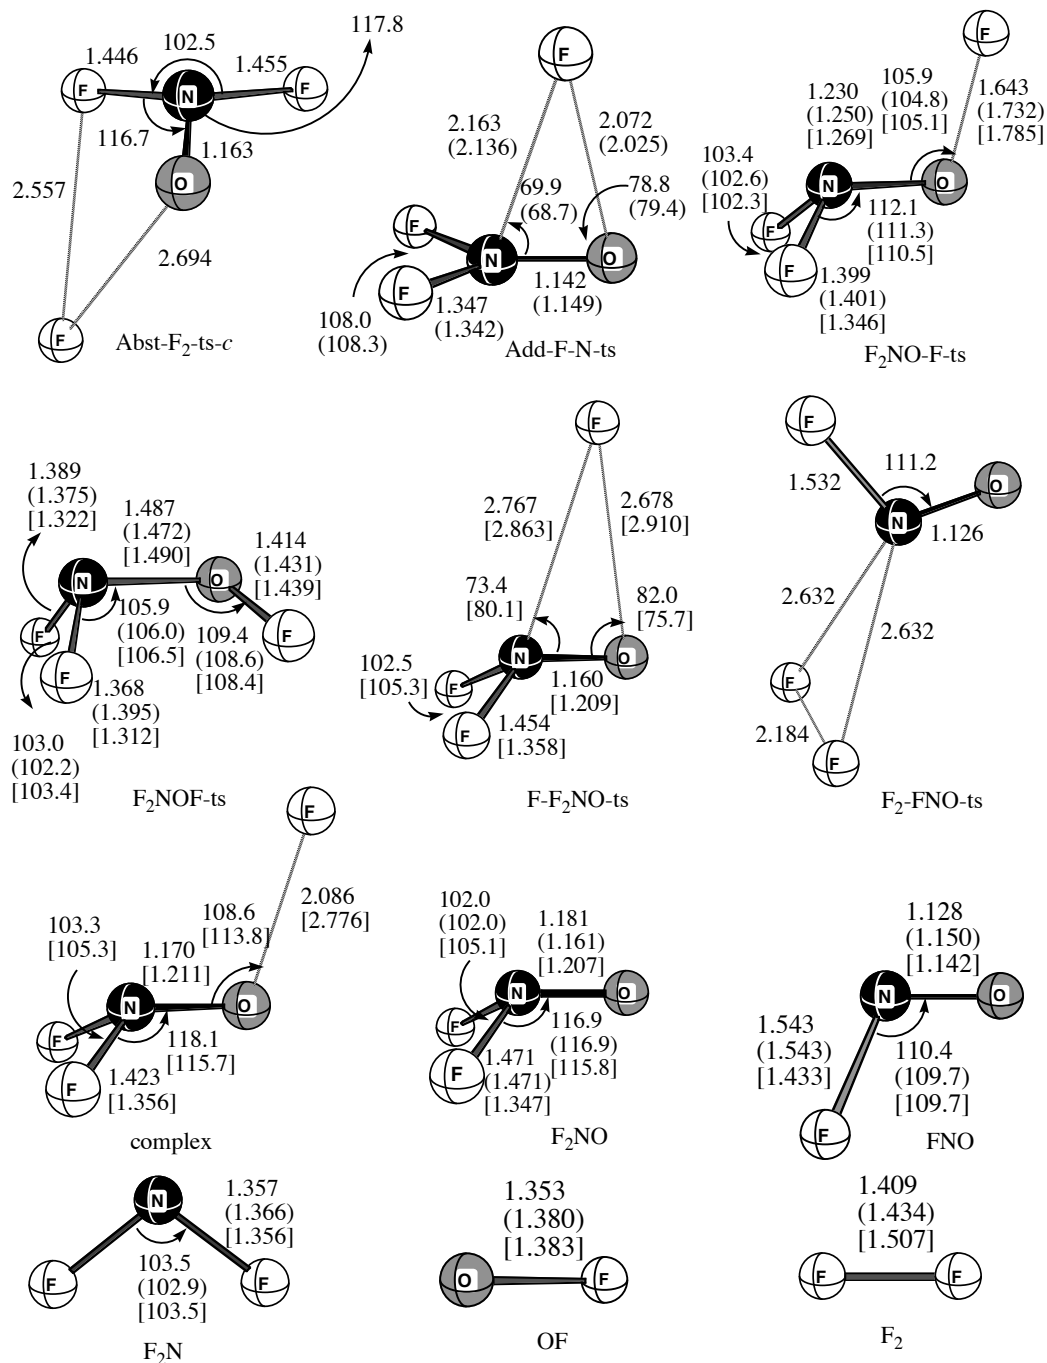 1.446
102.5
117.8
1.455
F
N
F
116.7
1.163
2.557
O
2.694
F
Abst-F2-ts-c
F
2.163
(2.136)
2.072
(2.025)
69.9
(68.7)
78.8
(79.4)
F
N
O
F
1.142
(1.149)
1.347
(1.342)
108.0
(108.3)
Add-F-N-ts
F
1.230
(1.250)
[1.269]
105.9
(104.8)
[105.1]
1.643
(1.732)
[1.785]
103.4
(102.6)
[102.3]
N
O
F
F
112.1
(111.3)
[110.5]
1.399
(1.401)
[1.346]
F2NO-F-ts
1.389
(1.375)
[1.322]
1.487
(1.472)
[1.490]
1.414
(1.431)
[1.439]
N
O
F
F
F
105.9
(106.0)
[106.5]
109.4
(108.6)
[108.4]
1.368
(1.395)
[1.312]
103.0
(102.2)
[103.4]
F2NOF-ts
F
2.767
[2.863]
2.678
[2.910]
73.4
[80.1]
82.0
[75.7]
102.5
[105.3]
N
O
F
F
1.160
[1.209]
1.454
[1.358]
F-F2NO-ts
F
1.532
111.2
O
N
1.126
2.632
2.632
F
2.184
F
F2-FNO-ts
F
2.086
[2.776]
103.3
[105.3]
108.6
[113.8]
1.170
[1.211]
N
O
F
F
118.1
[115.7]
1.423
[1.356]
complex
102.0
(102.0)
[105.1]
1.181
(1.161)
[1.207]
N
O
F
F
116.9
(116.9)
[115.8]
1.471
(1.471)
[1.347]
F2NO
1.128
(1.150)
[1.142]
N
O
1.543
(1.543)
[1.433]
110.4
(109.7)
[109.7]
F
FNO
N
1.357
(1.366)
[1.356]
F
F
103.5
(102.9)
[103.5]
F2N
1.353
(1.380)
[1.383]
O
F
OF
1.409
(1.434)
[1.507]
F
F
F2